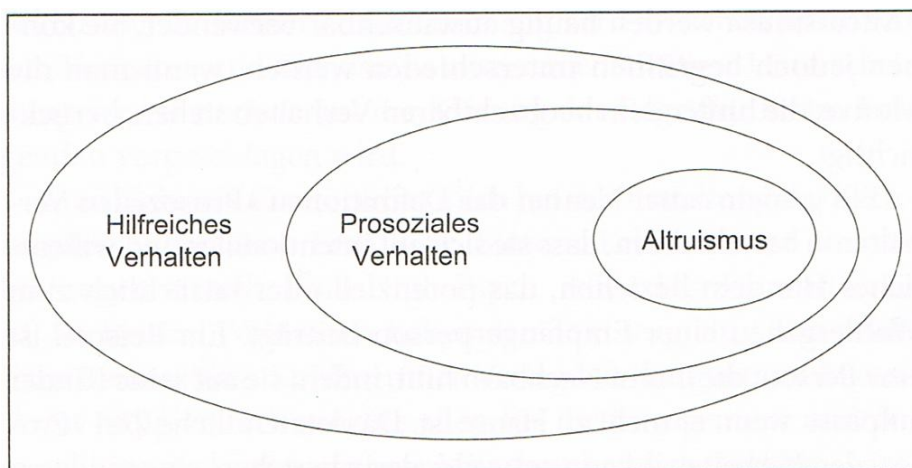 Hilfreiches
Verhalten
Prosoziales
Verhalten
Altruismus